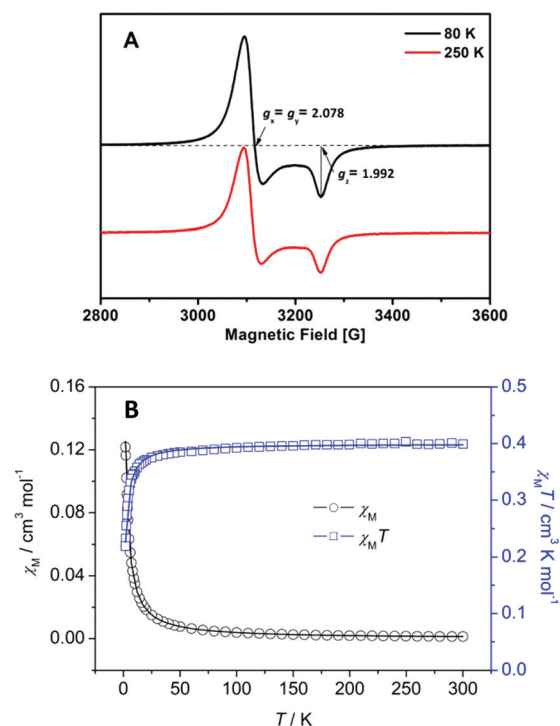 A
80 K
250 K
gx= gY= 2.078
gz= 1.992
2800 3000 3200 3400 3600
Magnetic Field [G]
B
0.16
0.12
0.08
0.04
0.00
χM / cm3 mol-1
χM
χMT
0.5
0.4
0.3
0.2
0.1
0.0
χMT / cm3 K mol-1
0 50 100 150 200 250 300
T / K